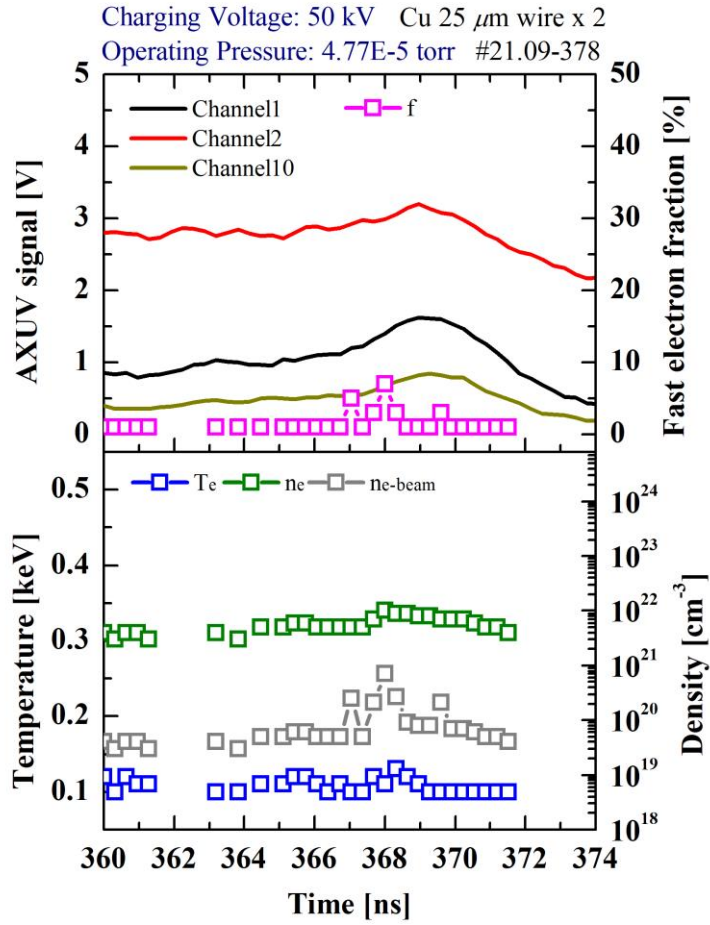 Charging Voltage: 50 kV Cu 25 μm wire x 2
Operating Pressure: 4.77E-5 torr #21.09-378
AXUV signal [V]
5
4
3
2
1
0
Channel1
Channel2
Channel10
f
50
40
30
20
10
0
Fast electron fraction [%]
Temperature [keV]
0.5
0.4
0.3
0.2
0.1
Te
ne
ne-beam
10^24
10^23
10^22
10^21
10^20
10^19
10^18
Density [cm^-3]
360 362 364 366 368 370 372 374
Time [ns]